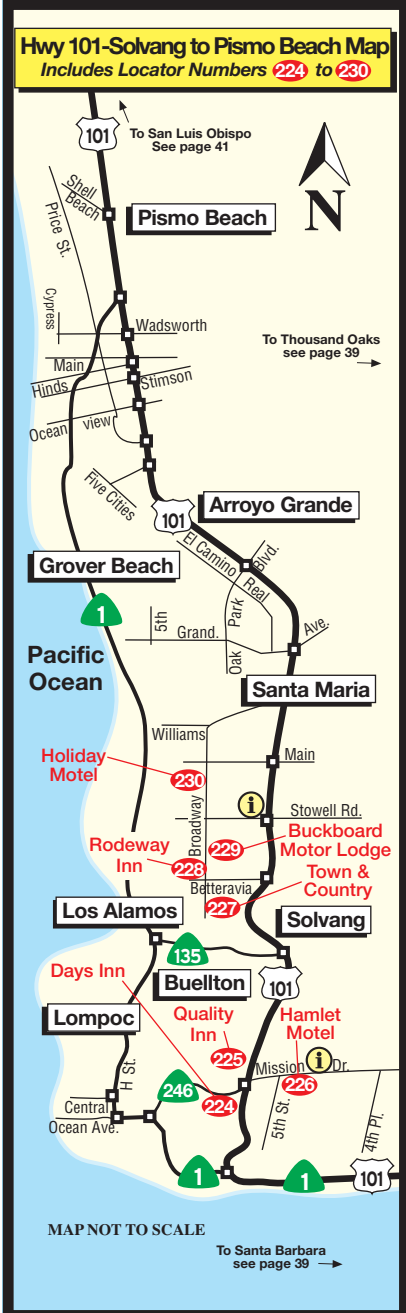 Hwy 101-Solvang to Pismo Beach Map
Includes Locator Numbers 224 to 230
101
To San Luis Obispo
See page 41
N
Shell
Beach
Price St.
Pismo Beach
Cypress
Wadsworth
To Thousand Oaks
see page 39
Main
Hinds
Stimson
Ocean view
Five Cities
101
Arroyo Grande
El Camino Real
Blvd.
Grover Beach
1
5th
Grand.
Park
Oak
Ave.
Pacific
Ocean
Santa Maria
Williams
Main
Holiday
Motel
230
i
Stowell Rd.
Broadway
229
Buckboard
Motor Lodge
Rodeway
Inn
228
Betteravia
227
Town &
Country
Los Alamos
Solvang
135
Days Inn
Buellton
101
Lompoc
Quality
Inn
Hamlet
Motel
225
i
Mission Dr.
226
H St.
246
224
Central
Ocean Ave.
5th St.
4th Pl.
1
1
101
MAP NOT TO SCALE
To Santa Barbara
see page 39